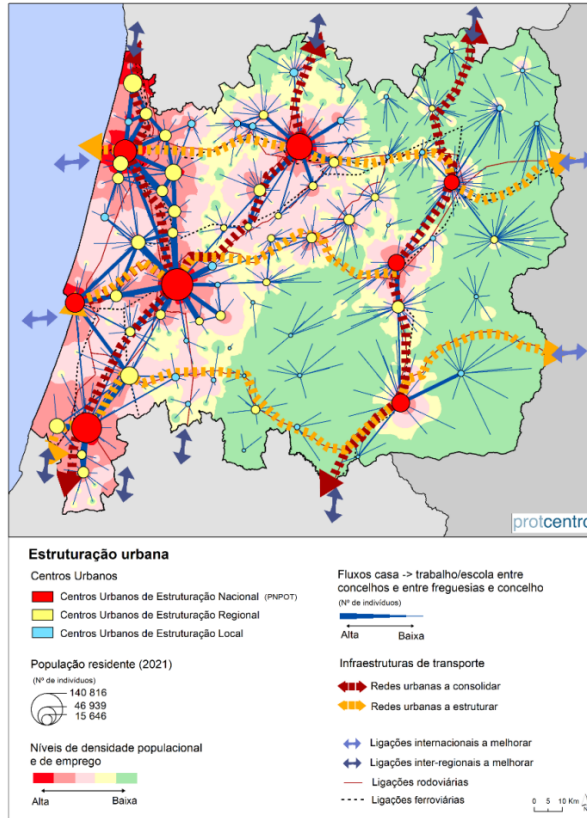 protcentro
Estruturação urbana
Centros Urbanos
Centros Urbanos de Estruturação Nacional (PNPOT)
Centros Urbanos de Estruturação Regional
Centros Urbanos de Estruturação Local
População residente (2021)
(Nº de indivíduos)
140 816
46 939
15 646
Níveis de densidade populacional
e de emprego
Alta Baixa
Fluxos casa -> trabalho/escola entre
concelhos e entre freguesias e concelho
(Nº de indivíduos)
Alta Baixa
Infraestruturas de transporte
Redes urbanas a consolidar
Redes urbanas a estruturar
Ligações internacionais a melhorar
Ligações inter-regionais a melhorar
Ligações rodoviárias
Ligações ferroviárias
0 5 10 Km
N